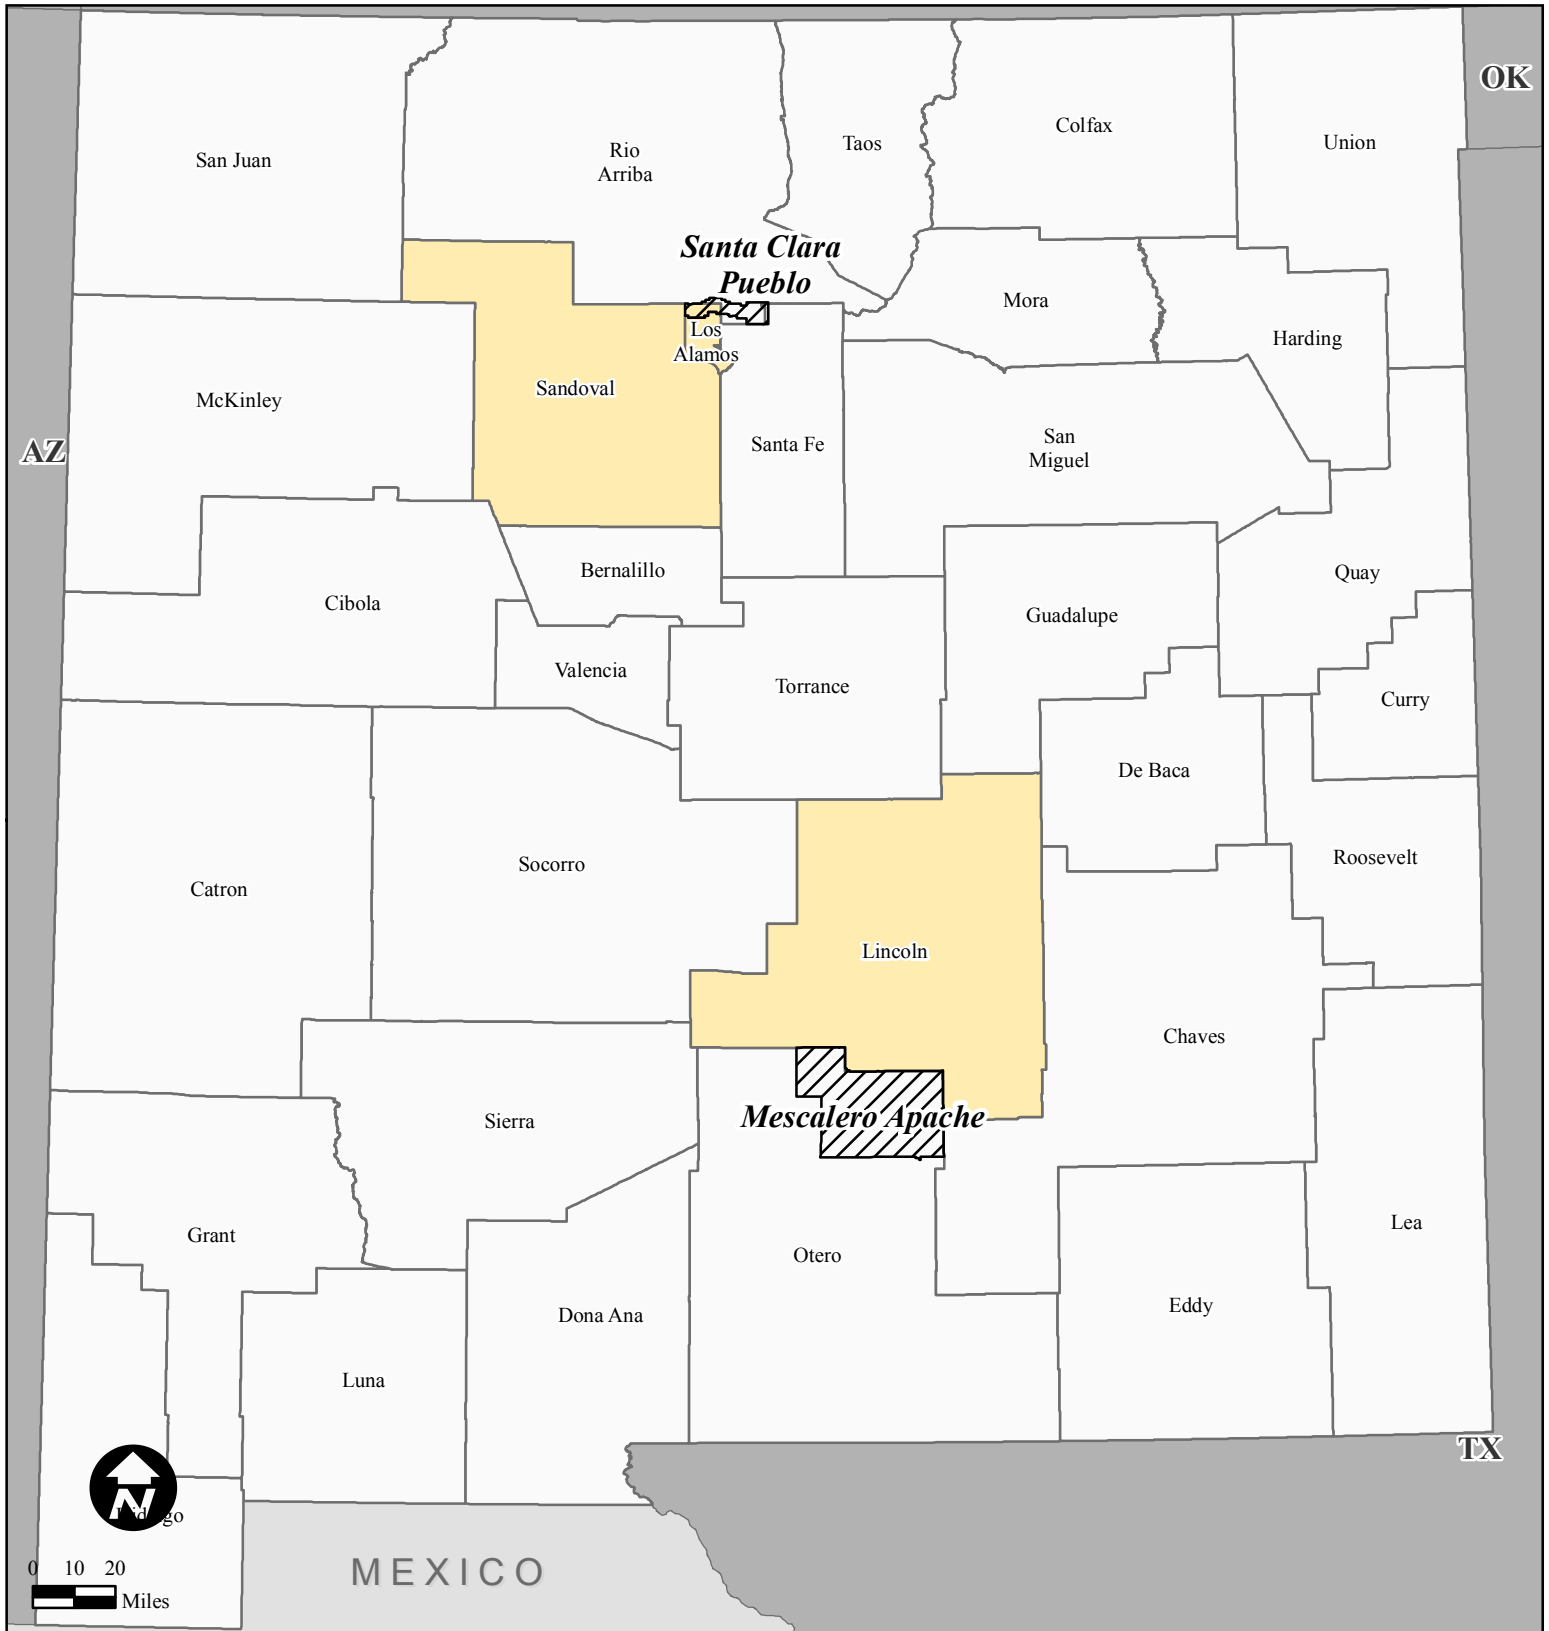 OK
Colfax
Union
Taos
Rio
Arriba
San Juan
Santa Clara
Pueblo
Mora
Los
Alamos
Harding
Sandoval
McKinley
San
Miguel
Santa Fe
AZ
Bernalillo
Quay
Cibola
Guadalupe
Valencia
Torrance
Curry
De Baca
Roosevelt
Socorro
Catron
Lincoln
Chaves
Mescalero Apache
Sierra
Lea
Grant
Otero
Eddy
Dona Ana
Luna
TX
N
MEXICO
0 10 20
Miles